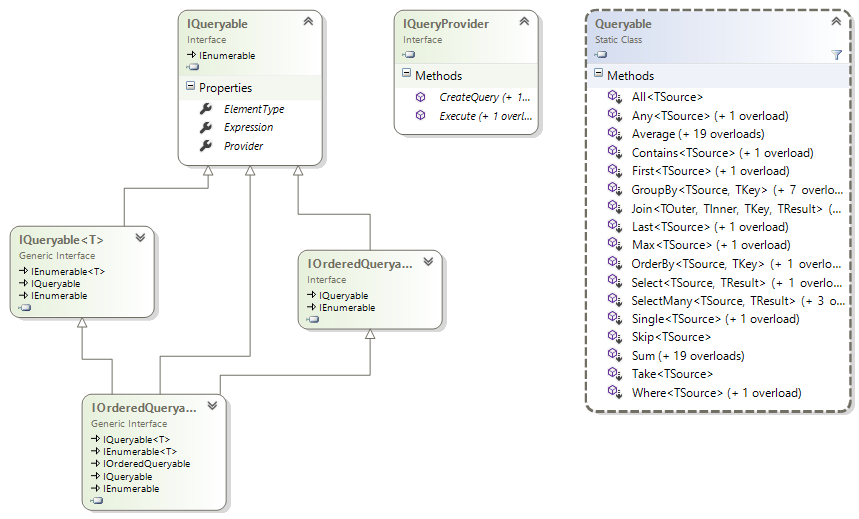 IQueryable
Interface
IEnumerable
Properties
ElementType
Expression
Provider
IQueryProvider
Interface
Methods
CreateQuery (+ 1...
Execute (+ 1 overl...
Queryable
Static Class
Methods
All<TSource>
Any<TSource> (+ 1 overload)
Average (+ 19 overloads)
Contains<TSource> (+ 1 overload)
First<TSource> (+ 1 overload)
GroupBy<TSource, TKey> (+ 7 overlo...
Join<TOuter, TInner, TKey, TResult> (...
Last<TSource> (+ 1 overload)
Max<TSource> (+ 1 overload)
OrderBy<TSource, TKey> (+ 1 overlo...
Select<TSource, TResult> (+ 1 overlo...
SelectMany<TSource, TResult> (+ 3 o...
Single<TSource> (+ 1 overload)
Skip<TSource>
Sum (+ 19 overloads)
Take<TSource>
Where<TSource> (+ 1 overload)
IQueryable<T>
Generic Interface
IEnumerable<T>
IQueryable
IEnumerable
IOrderedQuerya...
Interface
IQueryable
IEnumerable
IOrderedQuerya...
Generic Interface
IQueryable<T>
IEnumerable<T>
IOrderedQueryable
IQueryable
IEnumerable